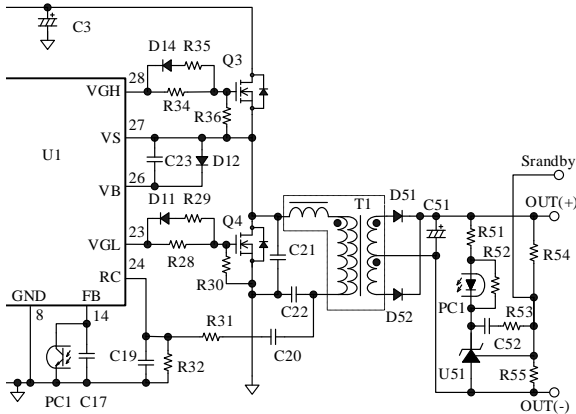 C3
D14 R35
Q3
28
VGH
R34
R36
27
VS
U1
C23 D12
26
VB
D11 R29
Q4
23
VGL
R28
24
RC
R30
C21
C22
T1
D51
C51
D52
Srandby
OUT(+)
R51
R52
R54
PC1
R53
C52
U51
R55
OUT(-)
GND
FB
8
14
R31
C20
C19
R32
PC1 C17